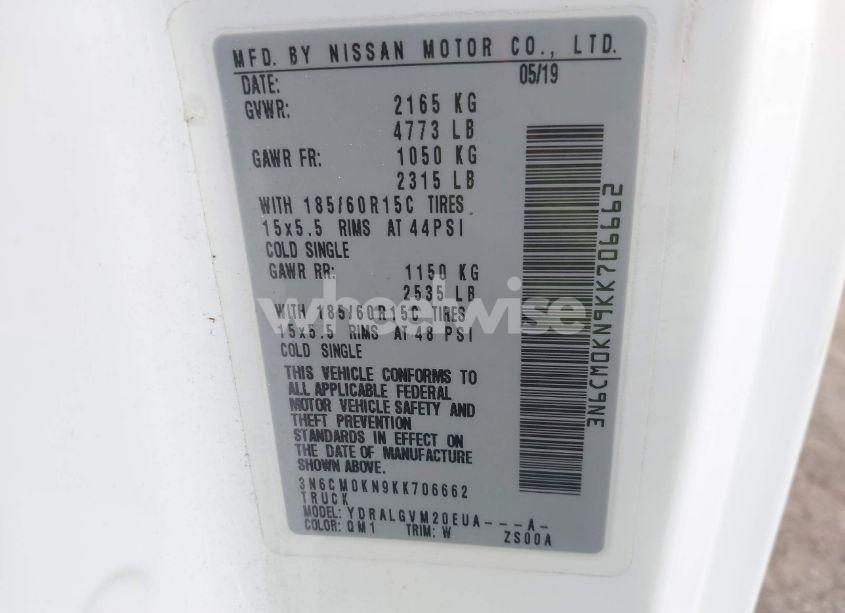 MFD. BY NISSAN MOTOR CO., LTD.
DATE: 05/19
GVWR: 2165 KG
4773 LB
GAWR FR: 1050 KG
2315 LB
WITH 185/60R15C TIRES
15x5.5 RIMS AT 44PSI
COLD SINGLE
GAWR RR: 1150 KG
2535 LB
WITH 185/60R15C TIRES
15x5.5 RIMS AT 48 PSI
COLD SINGLE
THIS VEHICLE CONFORMS TO
ALL APPLICABLE FEDERAL
MOTOR VEHICLE SAFETY AND
THEFT PREVENTION
STANDARDS IN EFFECT ON
THE DATE OF MANUFACTURE
SHOWN ABOVE.
3N6CM0KN9KK706662
TRUCK
MODEL: YDRALGVM20EUA---A-
COLOR: QM1 TRIM: W ZS00A
3N6CM0KN9KK706662
wheelwise